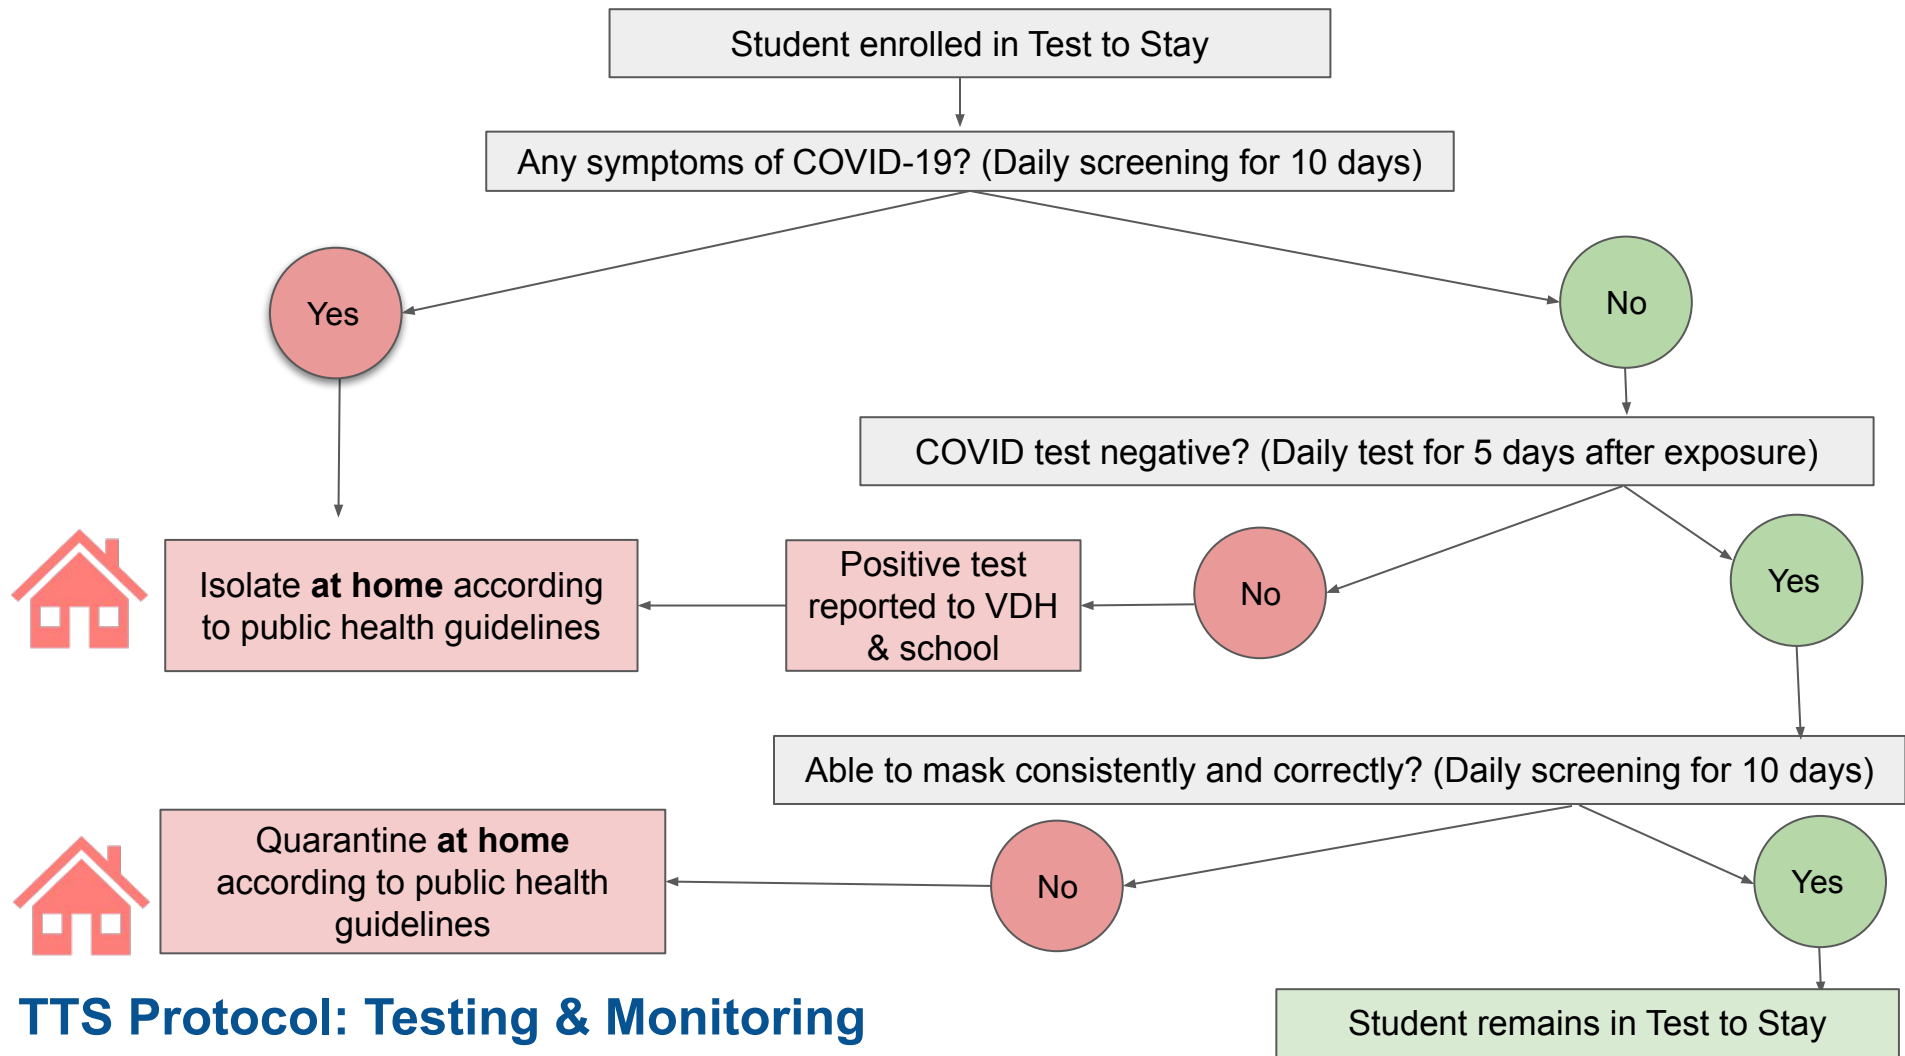 Student enrolled in Test to Stay
Any symptoms of COVID-19? (Daily screening for 10 days)
Yes
No
COVID test negative? (Daily test for 5 days after exposure)
Isolate at home according
to public health guidelines
Positive test
reported to VDH
& school
No
Yes
Able to mask consistently and correctly? (Daily screening for 10 days)
Quarantine at home
according to public health
guidelines
No
Yes
TTS Protocol: Testing & Monitoring
Student remains in Test to Stay